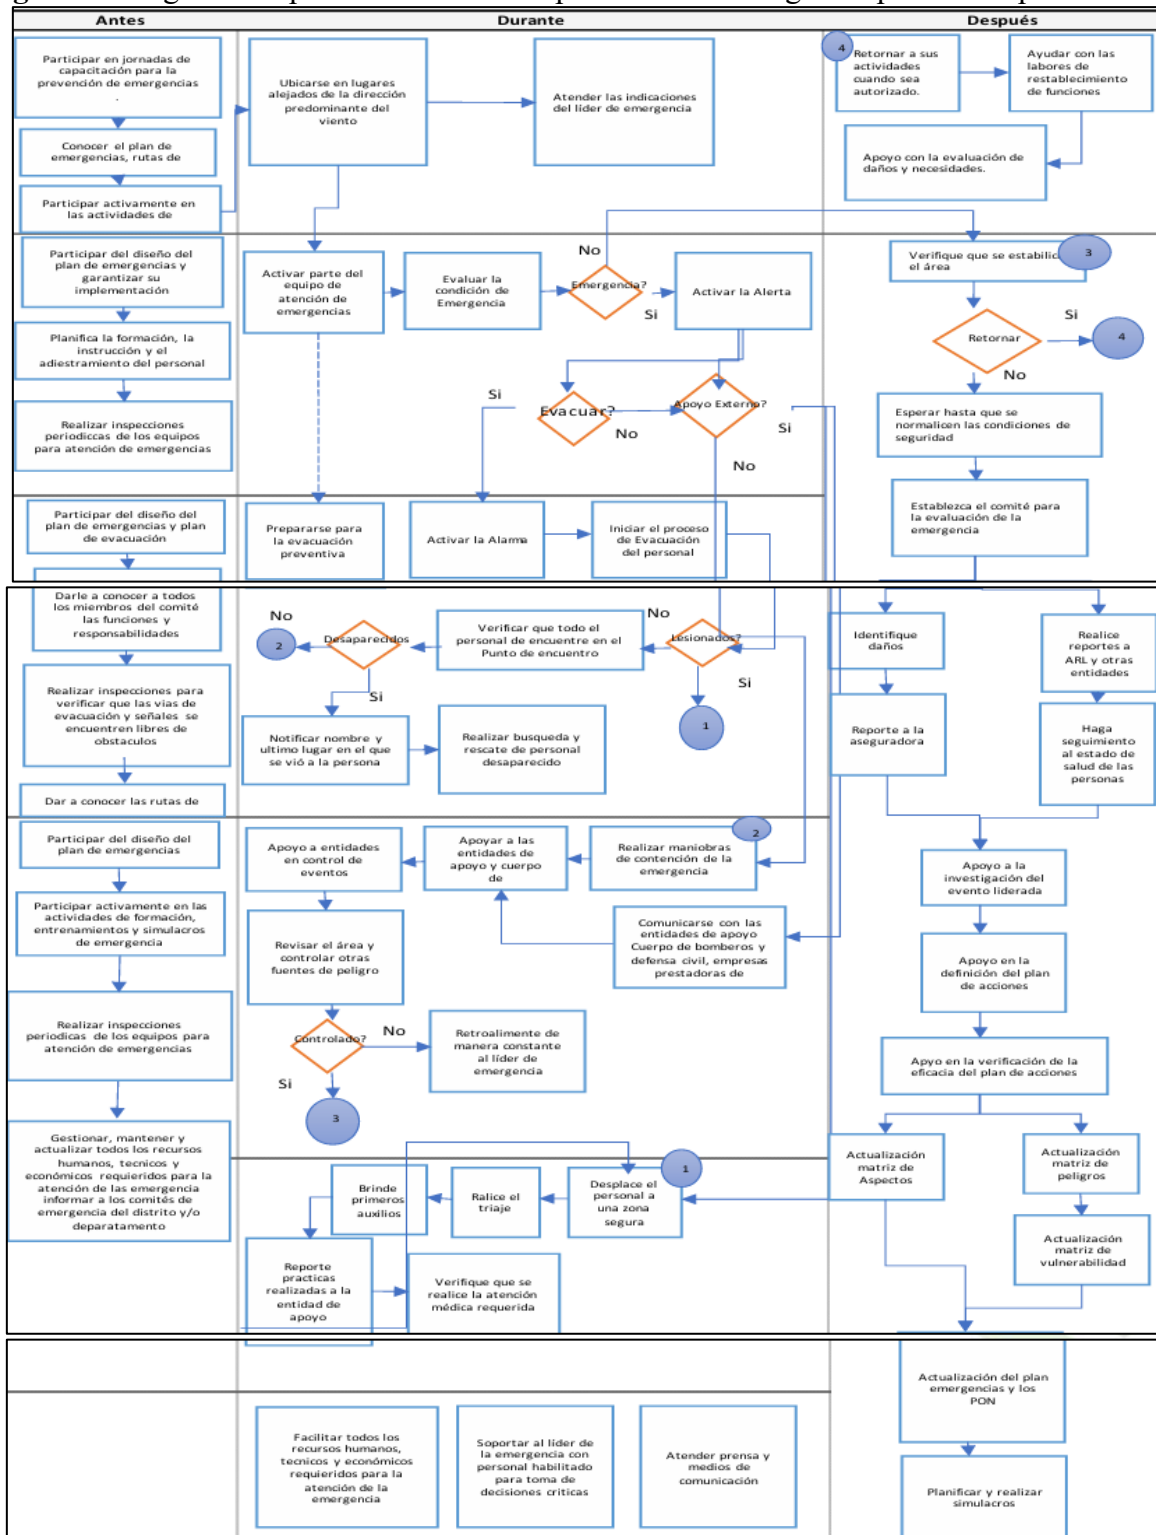 Antes
Durante
Después
Participar en jornadas de
capacitación para la
prevención de emergencias
.
Conocer el plan de
emergencias, rutas de
Participar activamente en
las actividades de
Ubicarse en lugares
alejados de la dirección
predominante del
viento
Atender las indicaciones
del líder de emergencia
4
Retornar a sus
actividades
cuando sea
autorizado.
Ayudar con las
labores de
restablecimiento
de funciones
Apoyo con la evaluación de
daños y necesidades.
Participar del diseño del
plan de emergencias y
garantizar su
implementación
Planifica la formación, la
instrucción y el
adiestramiento del personal
Realizar inspecciones
periodiccas de los equipos
para atención de emergencias
Activar parte del
equipo de
atención de
emergencias
Evaluar la
condición de
Emergencia
No
Emergencia?
Si
Activar la Alerta
Si
Evacuar?
No
Apoyo Externo?
Si
No
Verifique que se estabilic
el área
3
Retornar
Si
4
No
Esperar hasta que se
normalicen las condiciones de
seguridad
Establezca el comité para
la evaluación de la
emergencia
Participar del diseño del
plan de emergencias y plan
de evacuación
Prepararse para
la evacuación
preventiva
Activar la Alarma
Iniciar el proceso
de Evacuación
del personal
Darle a conocer a todos
los miembros del comité
las funciones y
responsabilidades
Realizar inspecciones para
verificar que las vias de
evacuación y señales se
encuentren libres de
obstaculos
Dar a conocer las rutas de
No
2
Desaparecidos
Si
Verificar que todo el
personal de encuentre en el
Punto de encuentro
No
Lesionados?
Si
1
Notificar nombre y
ultimo lugar en el que
se vió a la persona
Realizar busqueda y
rescate de personal
desaparecido
Identifique
daños
Realice
reportes a
ARL y otras
entidades
Reporte a la
aseguradora
Haga
seguimiento
al estado de
salud de las
personas
Participar del diseño del
plan de emergencias
Participar activamente en las
actividades de formación,
entrenamientos y simulacros
de emergencia
Realizar inspecciones
periodicas de los equipos para
atención de emergencias
Gestionar, mantener y
actualizar todos los recursos
humanos, tecnicos y
económicos requieridos para la
atención de las emergencia
informar a los comités de
emergencia del distrito y/o
deparatamento
Apoyo a entidades
en control de
eventos
Apoyar a las
entidades de
apoyo y cuerpo
de
2
Realizar maniobras
de contención de la
emergencia
Comunicarse con las
entidades de apoyo
Cuerpo de bomberos y
defensa civil, empresas
prestadoras de
Revisar el área y
controlar otras
fuentes de peligro
Controlado?
No
Si
3
Retroalimente de
manera constante
al líder de
emergencia
Apoyo a la
investigación del
evento liderada
Apoyo en la
definición del plan
de acciones
Apyo en la verificación de la
eficacia del plan de acciones
Actualización
matriz de
Aspectos
Actualización
matriz de
peligros
Actualización
matriz de
vulnerabilidad
Brinde
primeros
auxilios
Ralice el
triaje
1
Desplace el
personal a
una zona
segura
Reporte
practicas
realizadas a la
entidad de
apoyo
Verifique que se
realice la atención
médica requerida
Facilitar todos los
recursos humanos,
tecnicos y económicos
requieridos para la
atención de la
emergencia
Soportar al líder de
la emergencia con
personal habilitado
para toma de
decisiones criticas
Atender prensa y
medios de
comunicación
Actualización del plan
emergencias y los
PON
Planificar y realizar
simulacros